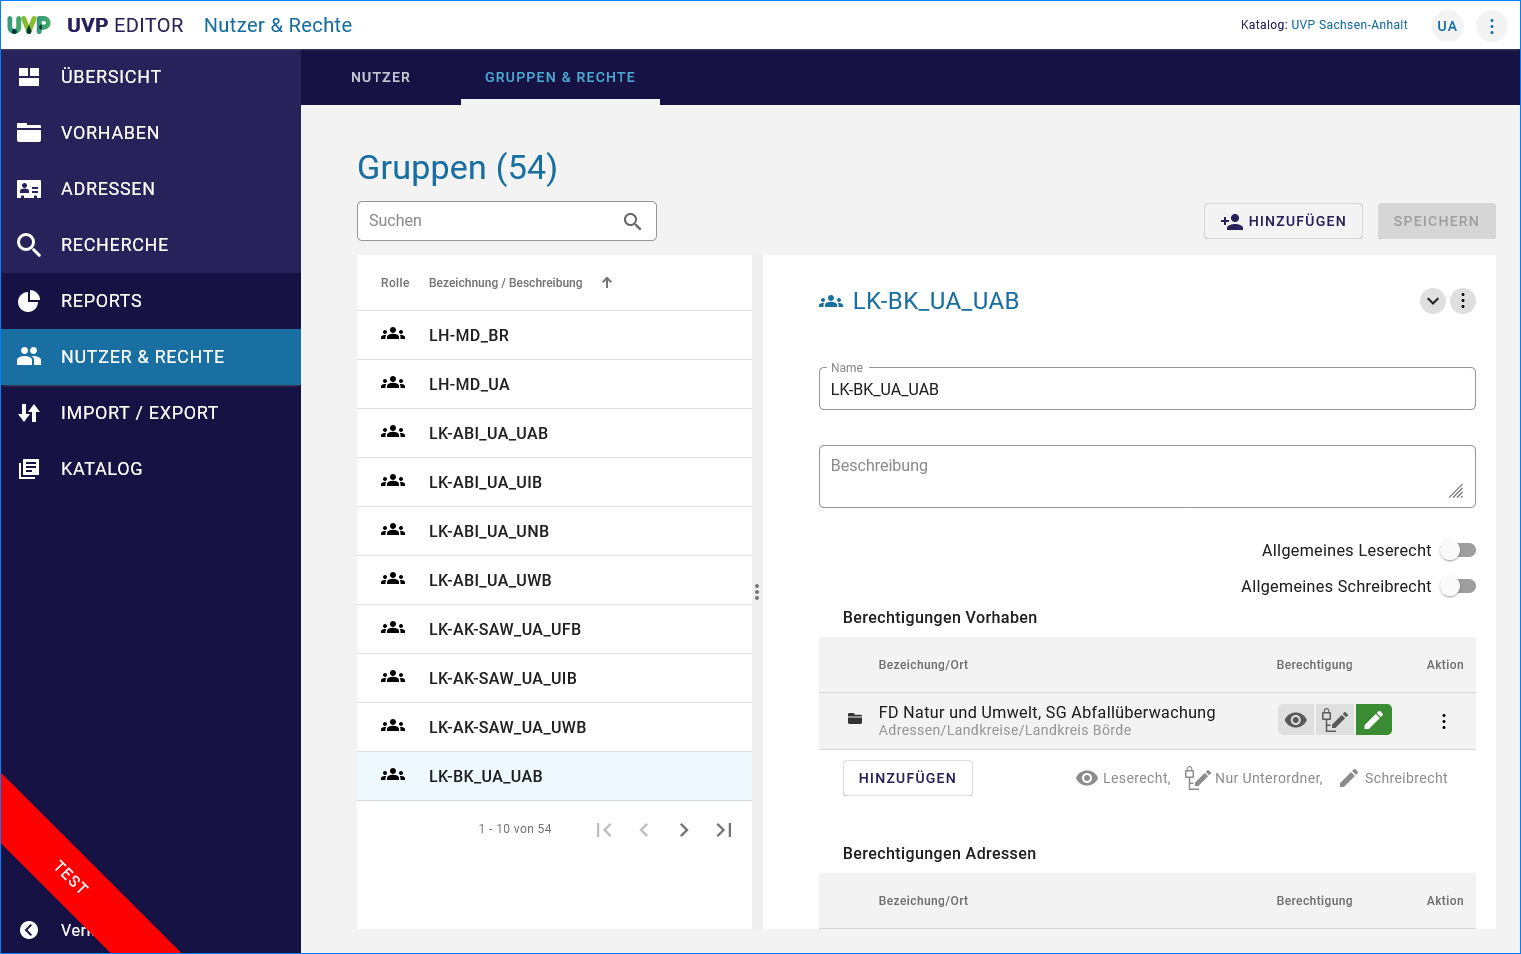 UVP UVP EDITOR Nutzer & Rechte Katalog: UVP Sachsen-Anhalt UA
ÜBERSICHT
VORHABEN
ADRESSEN
RECHERCHE
REPORTS
NUTZER & RECHTE
IMPORT / EXPORT
KATALOG
TEST
NUTZER GRUPPEN & RECHTE
Gruppen (54)
Suchen
HINZUFÜGEN SPEICHERN
Rolle Bezeichnung / Beschreibung
LH-MD_BR
LH-MD_UA
LK-ABI_UA_UAB
LK-ABI_UA_UIB
LK-ABI_UA_UNB
LK-ABI_UA_UWB
LK-AK-SAW_UA_UFB
LK-AK-SAW_UA_UIB
LK-AK-SAW_UA_UWB
LK-BK_UA_UAB
1 - 10 von 54
LK-BK_UA_UAB
Name
LK-BK_UA_UAB
Beschreibung
Allgemeines Leserecht
Allgemeines Schreibrecht
Berechtigungen Vorhaben
Bezeichung/Ort Berechtigung Aktion
FD Natur und Umwelt, SG Abfallüberwachung
Adressen/Landkreise/Landkreis Börde
HINZUFÜGEN Leserecht, Nur Unterordner, Schreibrecht
Berechtigungen Adressen
Bezeichung/Ort Berechtigung Aktion